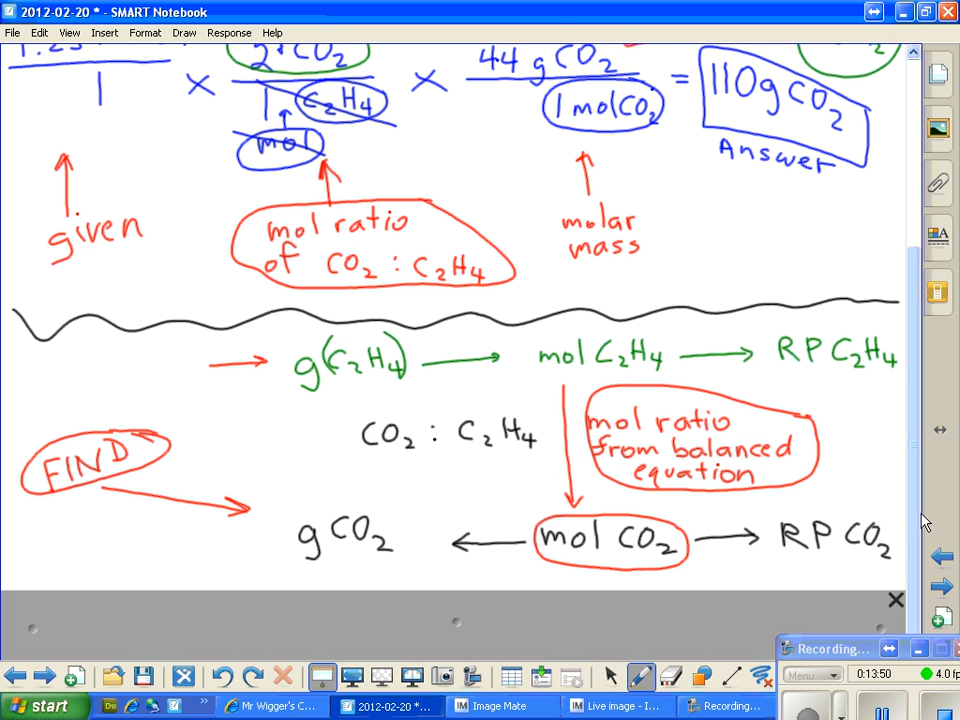 2012-02-20 * - SMART Notebook
File Edit View Insert Format Draw Response Help
2 CO2
1 × 1 C2H4 × 44 g CO2 = 110g CO2
mol
1 mol CO2
Answer
given
mol ratio
of CO2 : C2H4
molar
mass
g(C2H4) → mol C2H4 → RP C2H4
CO2 : C2H4
mol ratio
from balanced
equation
FIND
g CO2 ← mol CO2 → RP CO2
Recording...
Menu
0:13:50
4.0 fp
start
Mr Wigger's C...
2012-02-20 *...
Image Mate
Live image - I...
Recording...